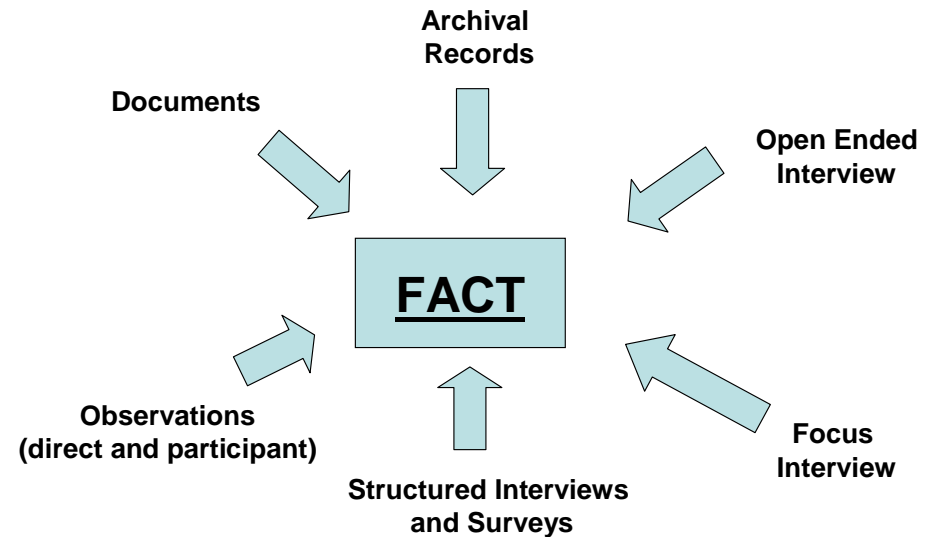 Archival
Records
Documents
Open Ended
Interview
FACT
Observations
(direct and participant)
Focus
Interview
Structured Interviews
and Surveys